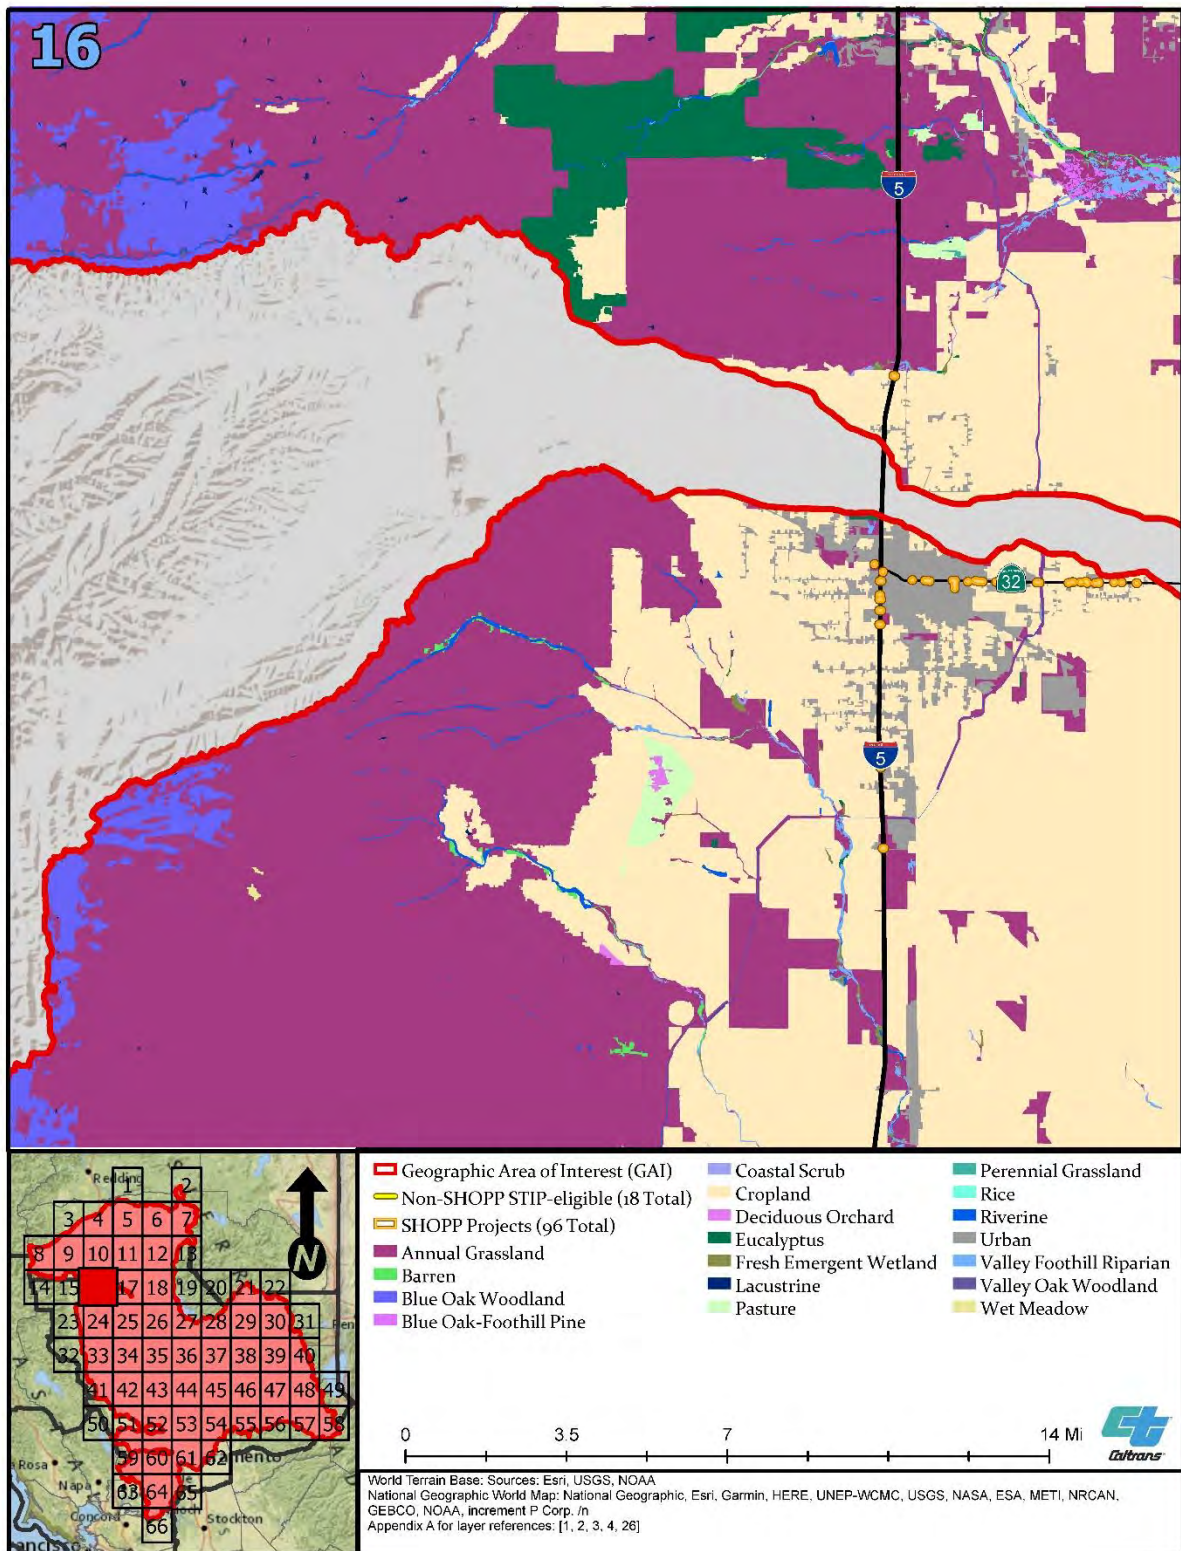 16
5
32
5
Redding
1 2
3 4 5 6 7
8 9 10 11 12 13
14 15 17 18 19 20 21 22
23 24 25 26 27 28 29 30 31
32 33 34 35 36 37 38 39 40
41 42 43 44 45 46 47 48 49
50 51 52 53 54 55 56 57 58
59 60 61 62
63 64 65
66
Napa
Concord
Stockton
N
Geographic Area of Interest (GAI)
Non-SHOPP STIP-eligible (18 Total)
SHOPP Projects (96 Total)
Annual Grassland
Barren
Blue Oak Woodland
Blue Oak-Foothill Pine
Coastal Scrub
Cropland
Deciduous Orchard
Eucalyptus
Fresh Emergent Wetland
Lacustrine
Pasture
Perennial Grassland
Rice
Riverine
Urban
Valley Foothill Riparian
Valley Oak Woodland
Wet Meadow
0 3.5 7 14 Mi
ct
Caltrans
World Terrain Base: Sources: Esri, USGS, NOAA
National Geographic World Map: National Geographic, Esri, Garmin, HERE, UNEP-WCMC, USGS, NASA, ESA, METI, NRCAN,
GEBCO, NOAA, increment P Corp. /n
Appendix A for layer references: [1, 2, 3, 4, 26]